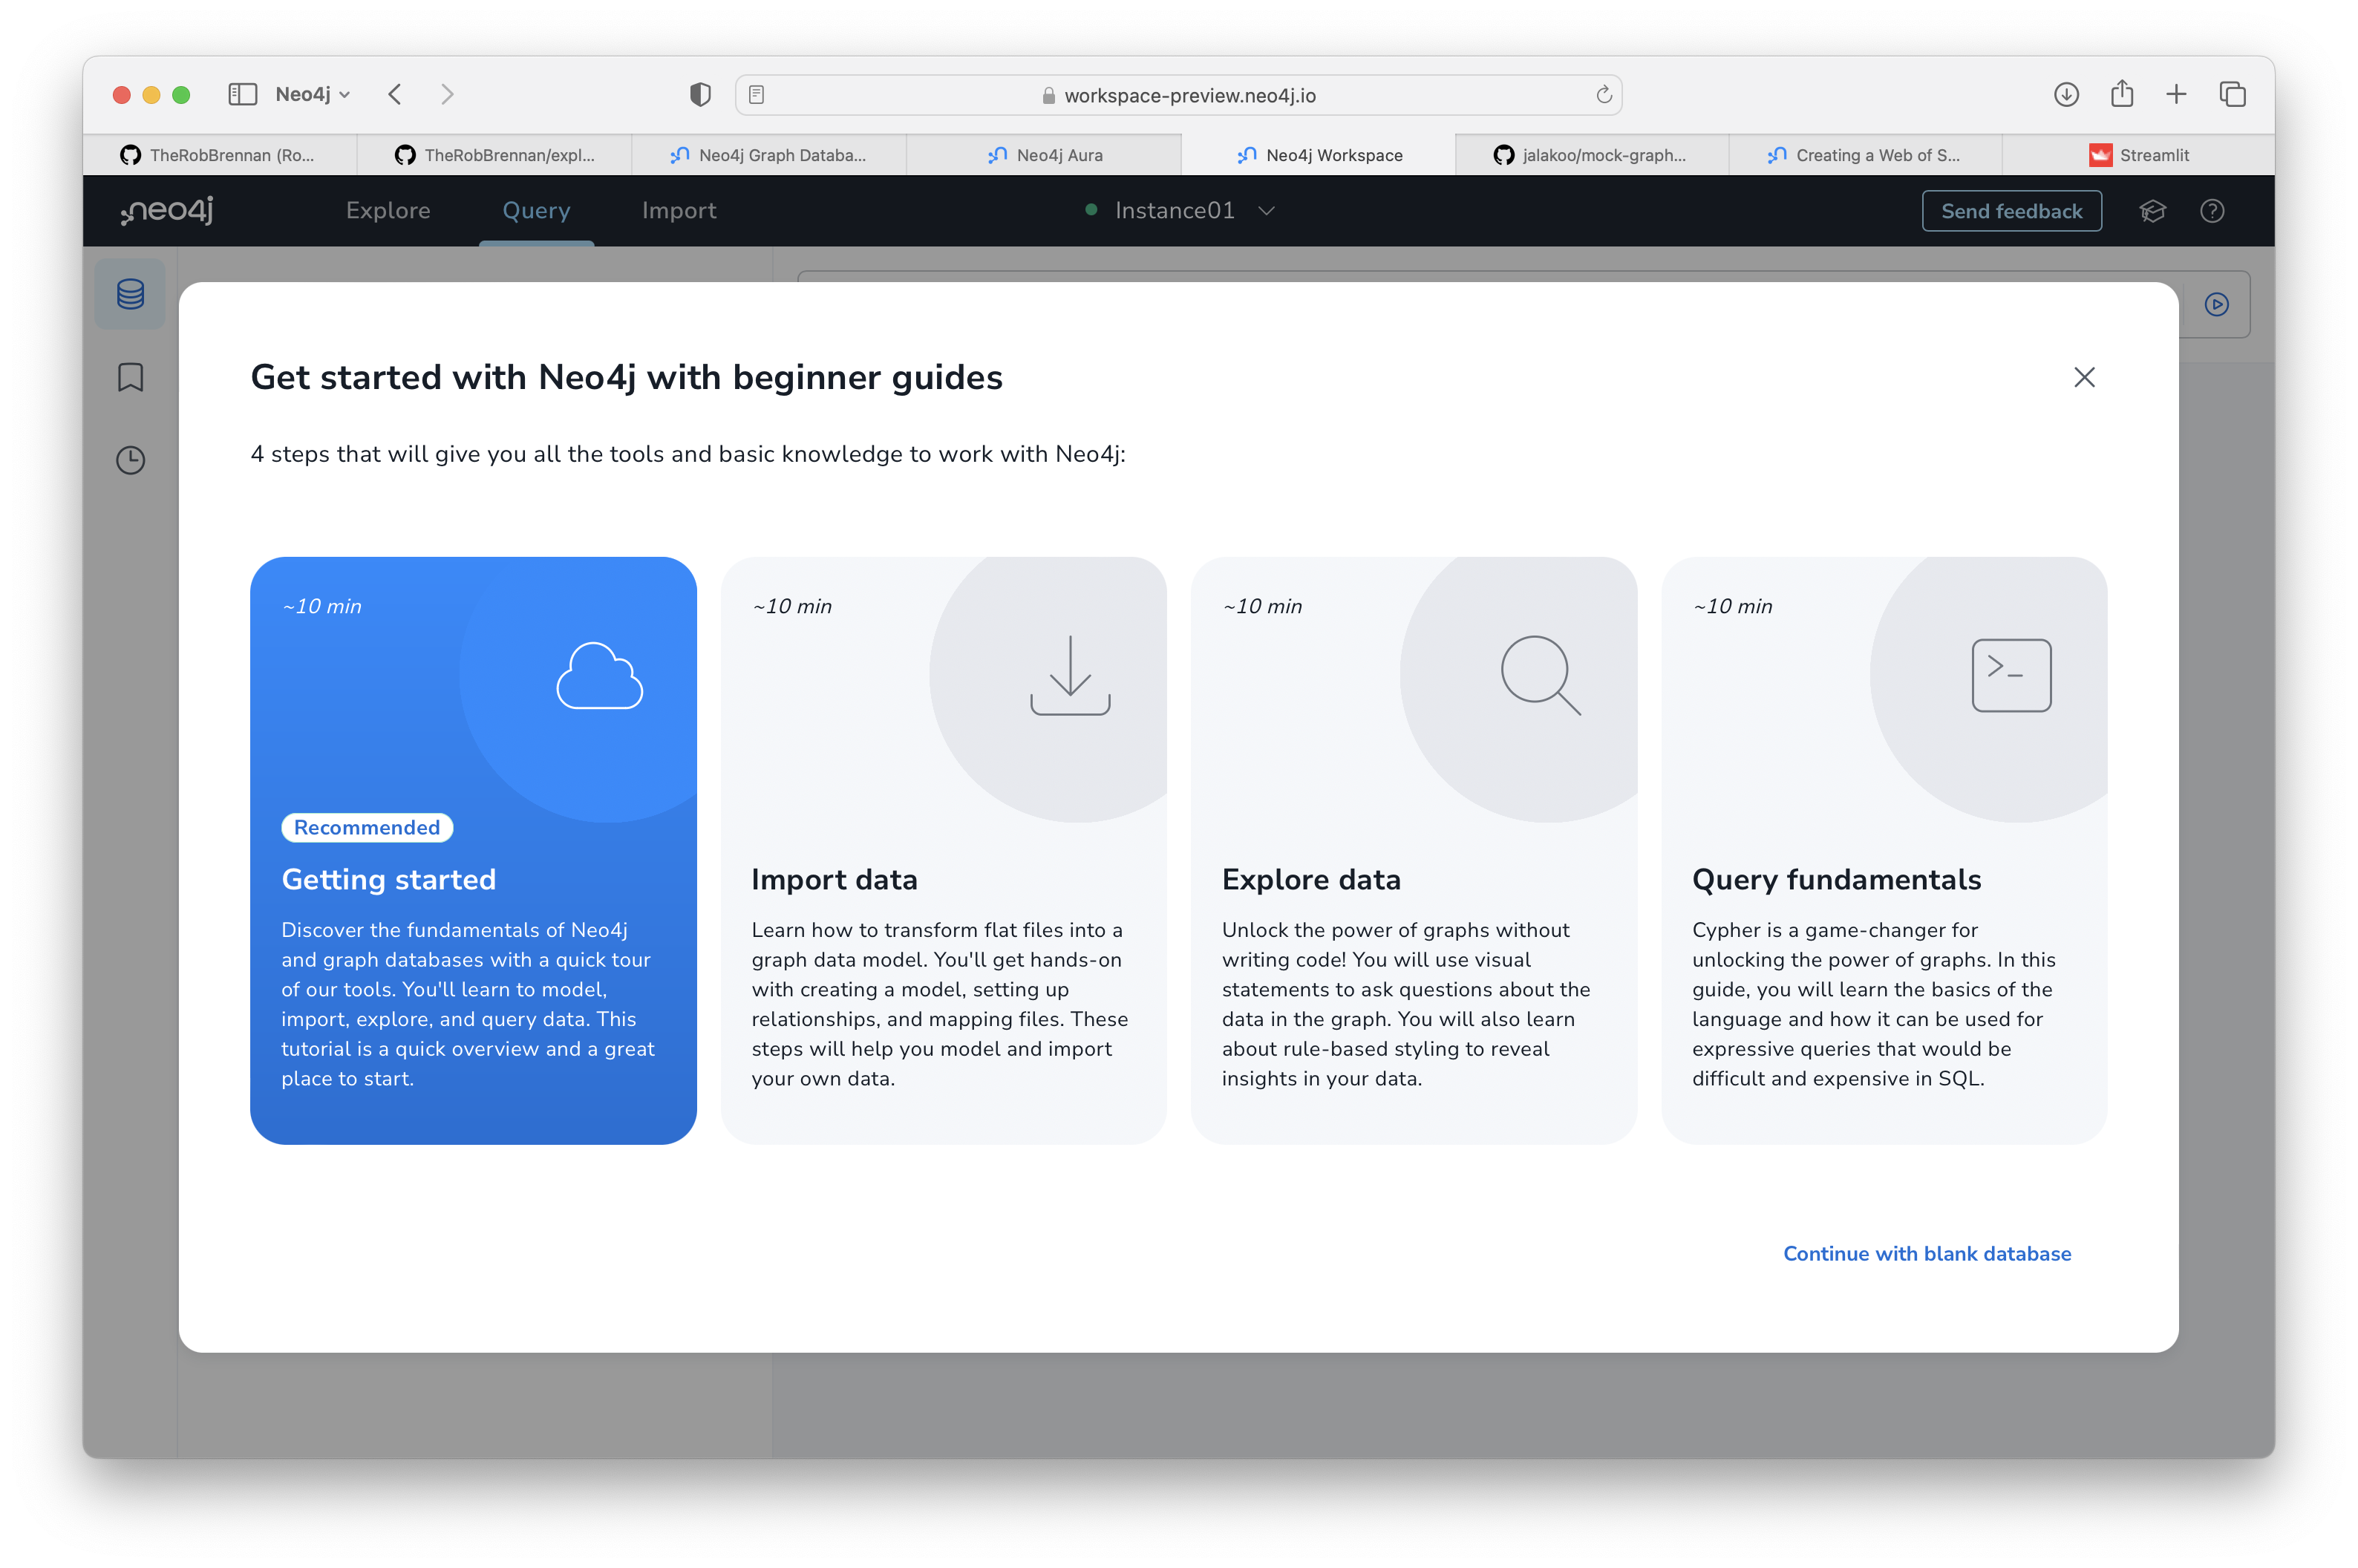 Neo4j
workspace-preview.neo4j.io
TheRobBrennan (Ro...
TheRobBrennan/expl...
Neo4j Graph Databa...
Neo4j Aura
Neo4j Workspace
jalakoo/mock-graph...
Creating a Web of S...
Streamlit
neo4j
Explore
Query
Import
Instance01
Send feedback
Get started with Neo4j with beginner guides
4 steps that will give you all the tools and basic knowledge to work with Neo4j:
~10 min
Recommended
Getting started
Discover the fundamentals of Neo4j
and graph databases with a quick tour
of our tools. You'll learn to model,
import, explore, and query data. This
tutorial is a quick overview and a great
place to start.
~10 min
Import data
Learn how to transform flat files into a
graph data model. You'll get hands-on
with creating a model, setting up
relationships, and mapping files. These
steps will help you model and import
your own data.
~10 min
Explore data
Unlock the power of graphs without
writing code! You will use visual
statements to ask questions about the
data in the graph. You will also learn
about rule-based styling to reveal
insights in your data.
~10 min
Query fundamentals
Cypher is a game-changer for
unlocking the power of graphs. In this
guide, you will learn the basics of the
language and how it can be used for
expressive queries that would be
difficult and expensive in SQL.
Continue with blank database